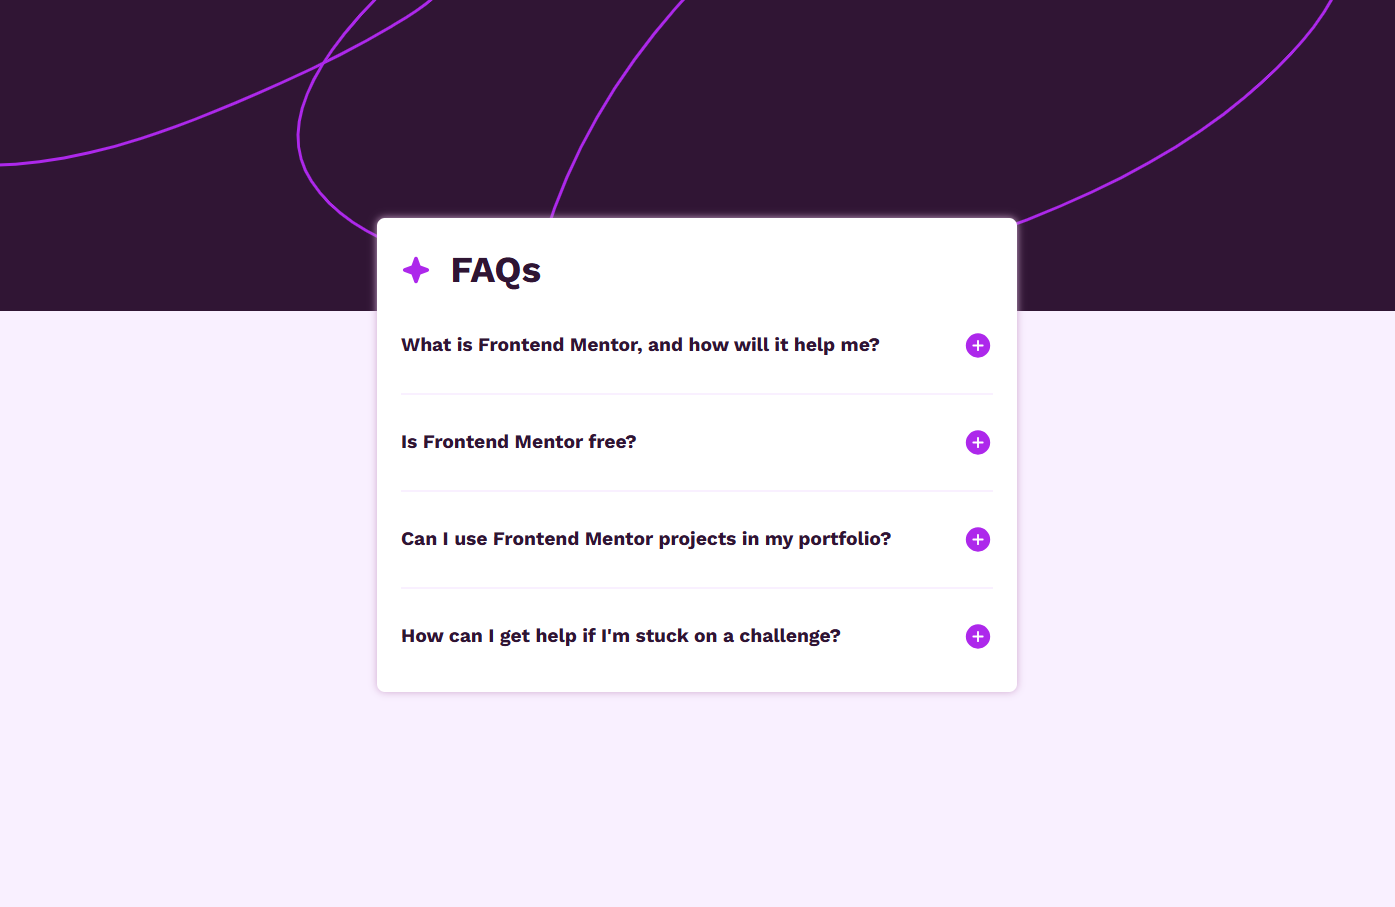 FAQs
What is Frontend Mentor, and how will it help me?
Is Frontend Mentor free?
Can I use Frontend Mentor projects in my portfolio?
How can I get help if I'm stuck on a challenge?